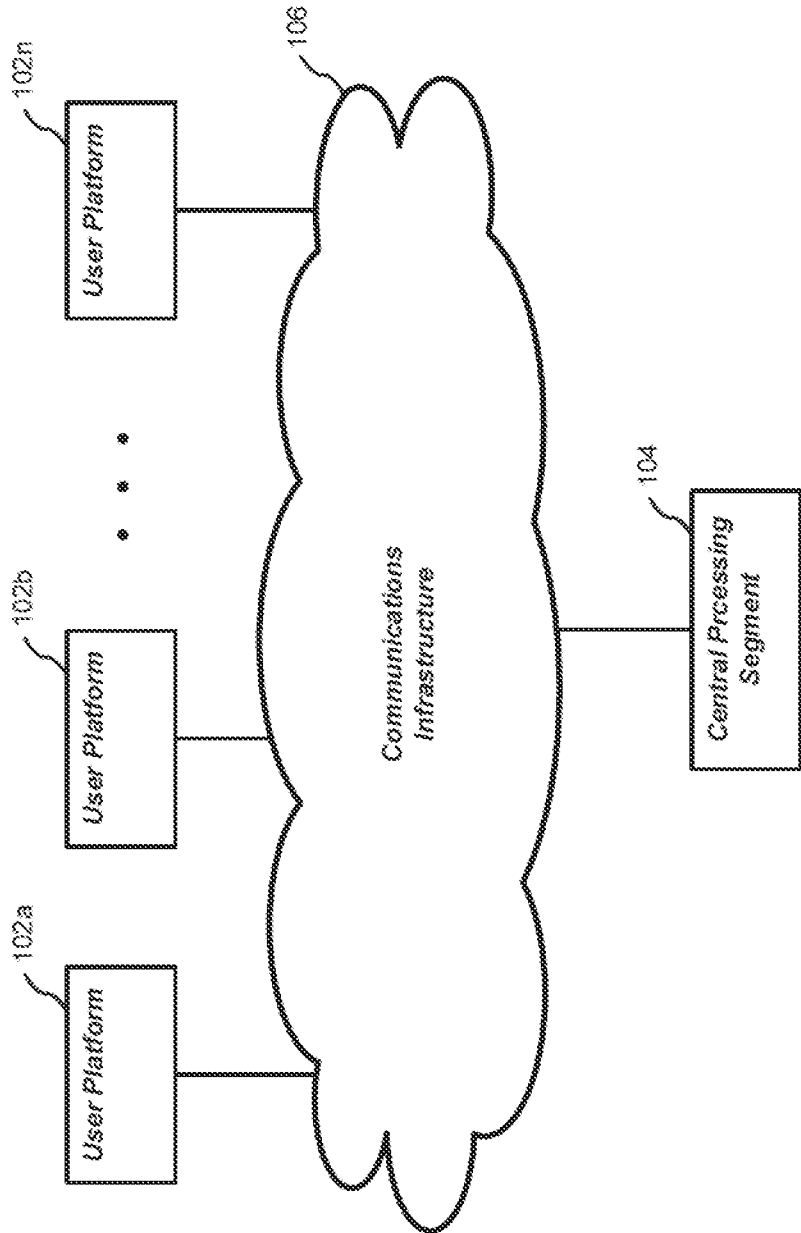 102a
User Platform
102b
User Platform
102n
User Platform
106
Communications
Infrastructure
104
Central Prcessing
Segment